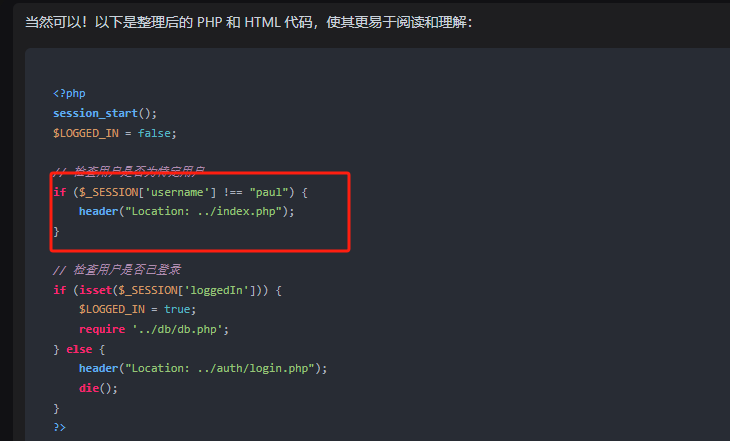 当然可以！以下是整理后的 PHP 和 HTML 代码，使其更易于阅读和理解：
<?php
session_start();
$LOGGED_IN = false;
// 检查用户是否为特定用户
if ($_SESSION['username'] !== "paul") {
header("Location: ../index.php");
}
// 检查用户是否已登录
if (isset($_SESSION['loggedIn'])) {
$LOGGED_IN = true;
require '../db/db.php';
} else {
header("Location: ../auth/login.php");
die();
}
?>